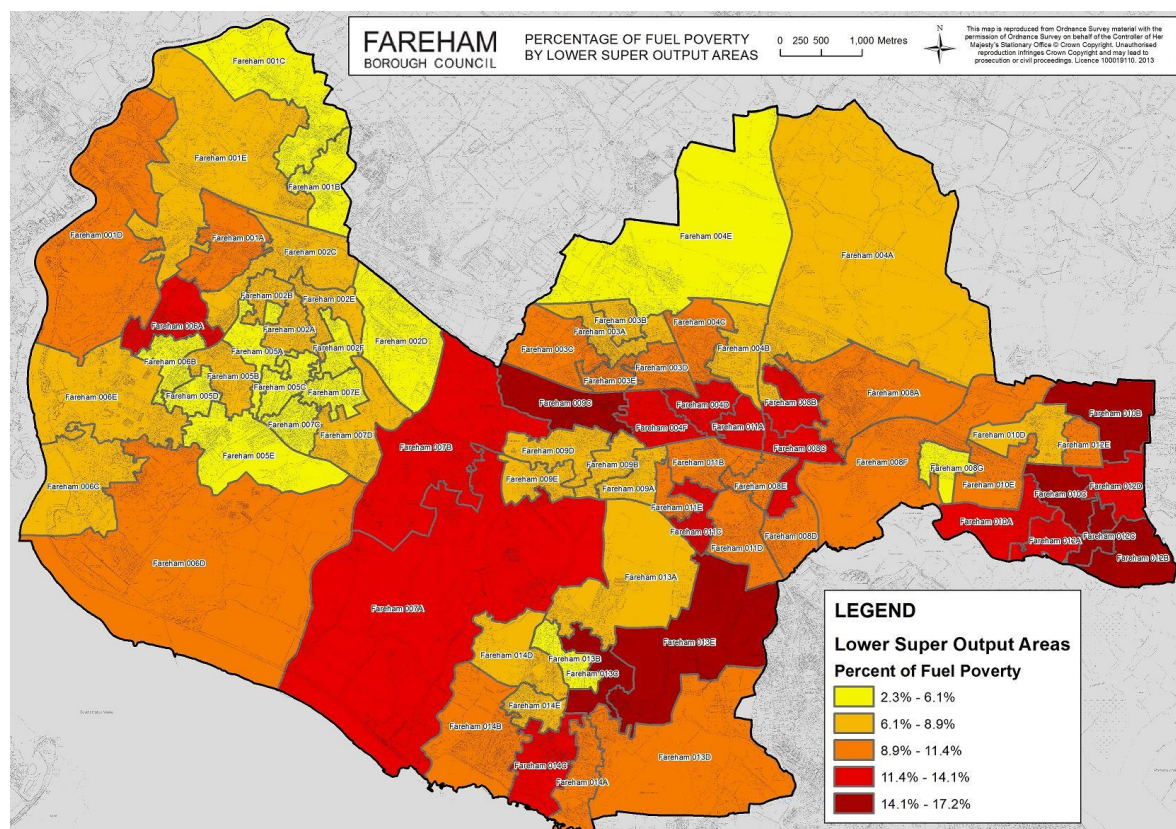 FAREHAM
BOROUGH COUNCIL
PERCENTAGE OF FUEL POVERTY
BY LOWER SUPER OUTPUT AREAS
0 250 500 1,000 Metres
N
This map is reproduced from Ordnance Survey material with the
permission of Ordnance Survey on behalf of the Controller of Her
Majesty's Stationary Office © Crown Copyright. Unauthorised
reproduction infringes Crown Copyright and may lead to
prosecution or civil proceedings. Licence 100019110. 2013
Fareham 001C
Fareham 001E
Fareham 001B
Fareham 001D
Fareham 001A
Fareham 004E
Fareham 002C
Fareham 004A
Fareham 002B
Fareham 002E
Fareham 006A
Fareham 002A
Fareham 003B
Fareham 004C
Fareham 003A
Fareham 002D
Fareham 002F
Fareham 005A
Fareham 003C
Fareham 004B
Fareham 006B
Fareham 003D
Fareham 005B
Fareham 003E
Fareham 005C
Fareham 007E
Fareham 008A
Fareham 005D
Fareham 006E
Fareham 009C
Fareham 004D
Fareham 008B
Fareham 010B
Fareham 007C
Fareham 004F
Fareham 011A
Fareham 007D
Fareham 010D
Fareham 012E
Fareham 007B
Fareham 009D
Fareham 008C
Fareham 005E
Fareham 009B
Fareham 011B
Fareham 008F
Fareham 008G
Fareham 009E
Fareham 009A
Fareham 008E
Fareham 010E
Fareham 012D
Fareham 006C
Fareham 010C
Fareham 011E
Fareham 010A
Fareham 011C
Fareham 008D
Fareham 012A
Fareham 012C
Fareham 011D
Fareham 012B
Fareham 006D
Fareham 013A
Fareham 007A
Fareham 013E
Fareham 014D
Fareham 013B
Fareham 013C
Fareham 014E
Fareham 014B
Fareham 014C
Fareham 013D
Fareham 014A
LEGEND
Lower Super Output Areas
Percent of Fuel Poverty
2.3% - 6.1%
6.1% - 8.9%
8.9% - 11.4%
11.4% - 14.1%
14.1% - 17.2%